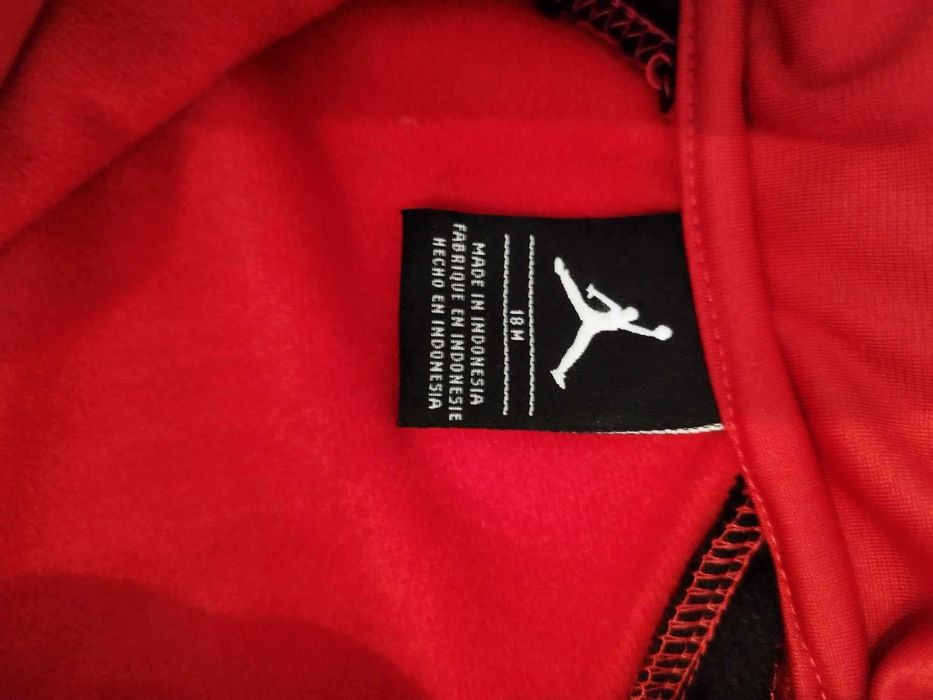 18M
MADE IN INDONESIA
FABRIQUE EN INDONESIE
HECHO EN INDONESIA